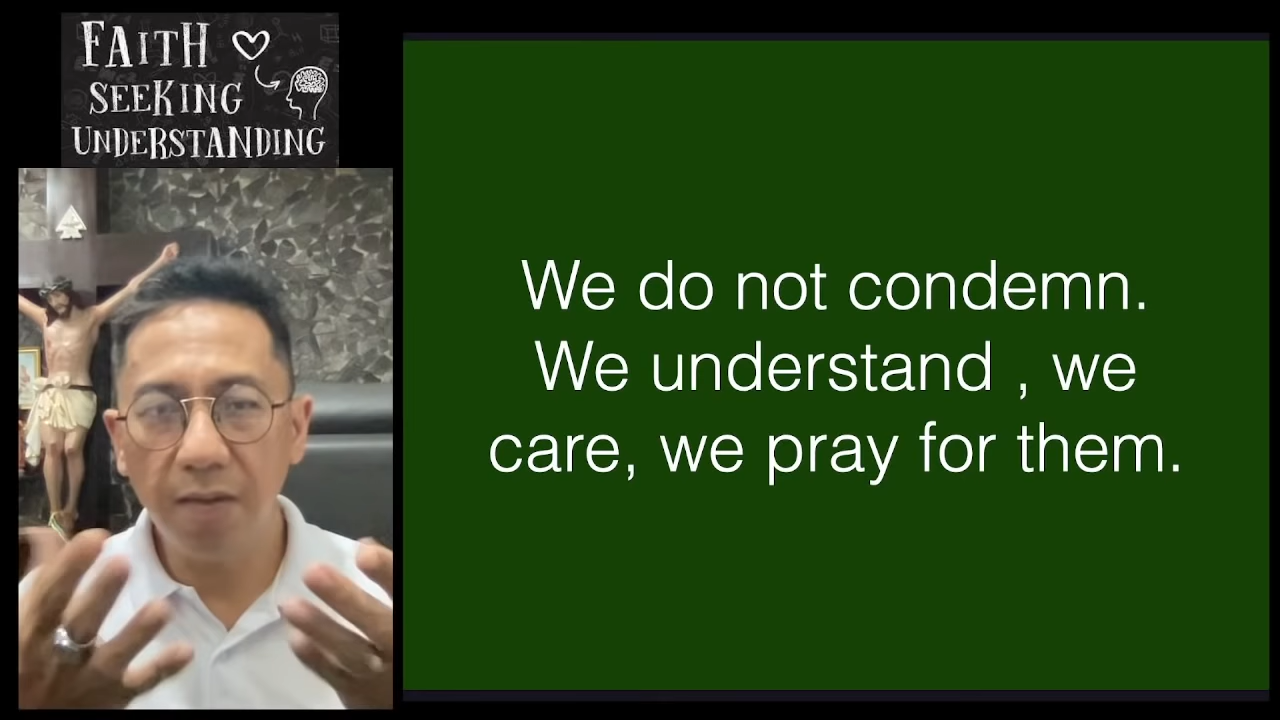 FAITH
SEEKING
UNDERSTANDING
We do not condemn.
We understand , we
care, we pray for them.